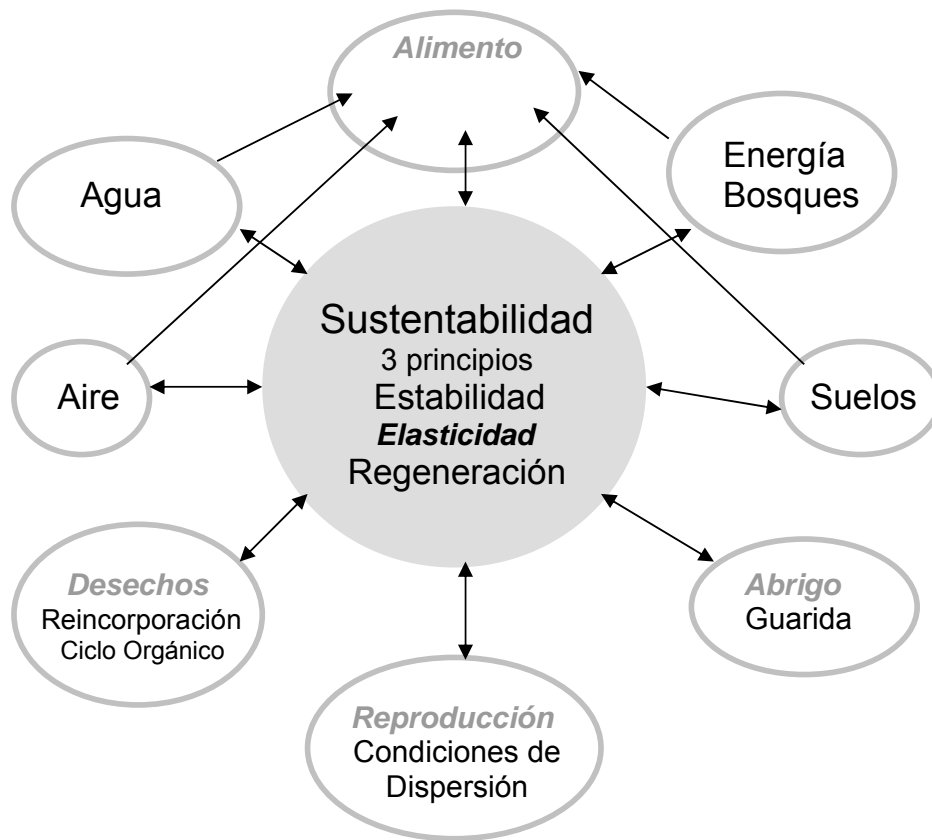 Alimento
Agua
Energía
Bosques
Sustentabilidad
3 principios
Estabilidad
Elasticidad
Regeneración
Aire
Suelos
Desechos
Reincorporación
Ciclo Orgánico
Abrigo
Guarida
Reproducción
Condiciones de
Dispersión